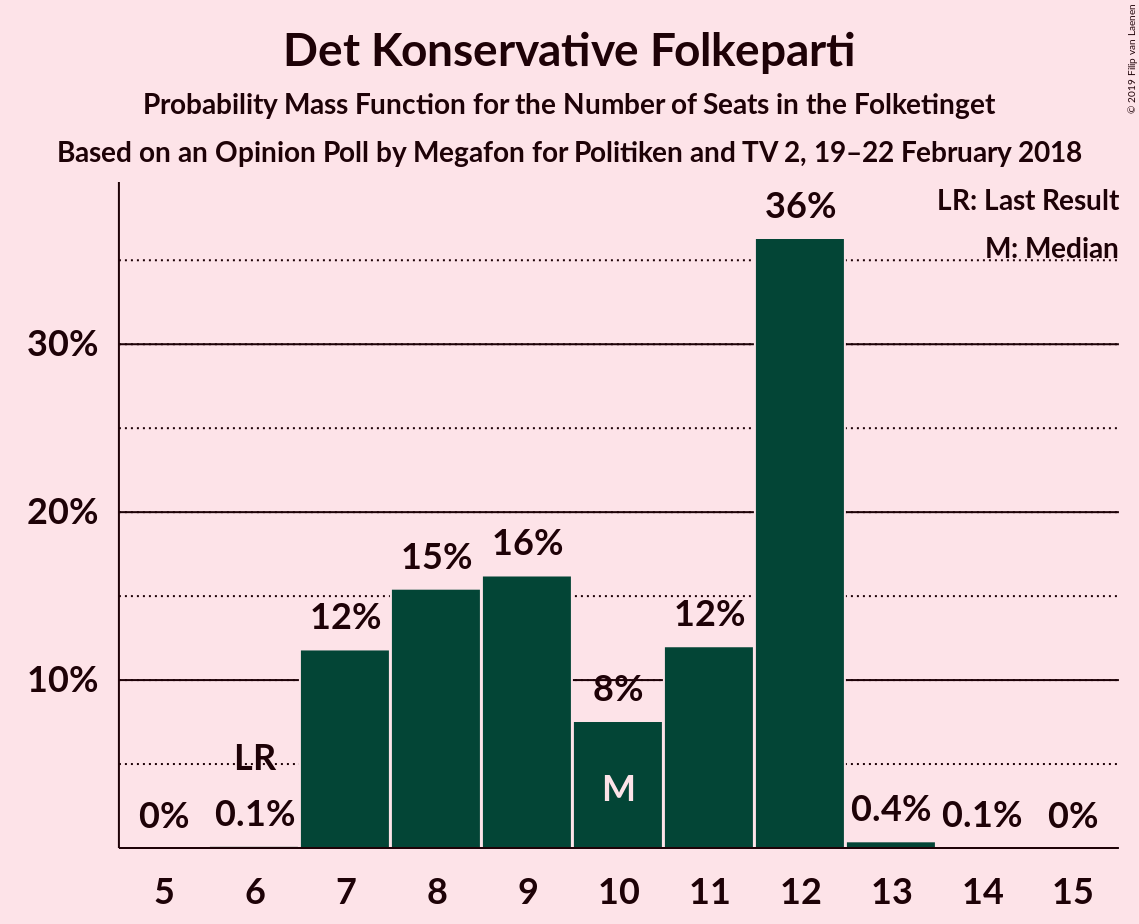 Det Konservative Folkeparti
Probability Mass Function for the Number of Seats in the Folketinget
Based on an Opinion Poll by Megafon for Politiken and TV 2, 19–22 February 2018
© 2019 Filip van Laenen
LR: Last Result
M: Median
30%
20%
10%
0%
LR
0.1%
12%
15%
16%
8%
M
12%
36%
0.4%
0.1%
0%
5 6 7 8 9 10 11 12 13 14 15